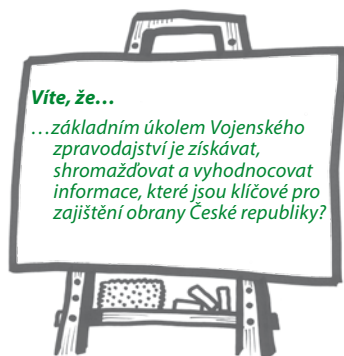 Víte, že…
…základním úkolem Vojenského
zpravodajství je získávat,
shromažďovat a vyhodnocovat
informace, které jsou klíčové pro
zajištění obrany České republiky?